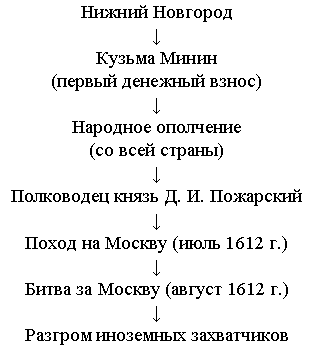 Нижний Новгород
↓
Кузьма Минин
(первый денежный взнос)
↓
Народное ополчение
(со всей страны)
↓
Полководец князь Д. И. Пожарский
↓
Поход на Москву (июль 1612 г.)
↓
Битва за Москву (август 1612 г.)
↓
Разгром иноземных захватчиков